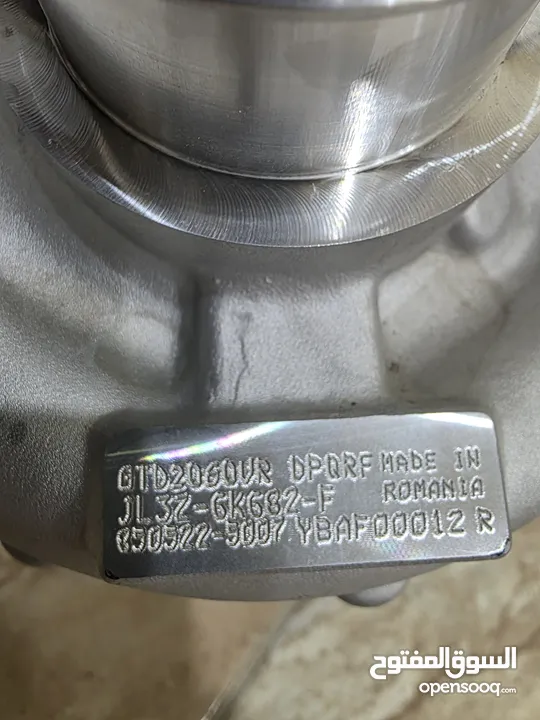 GTD2060VR DPQRF MADE IN
JL3Z-6K682-F ROMANIA
850522-5007 YBAF00012 R
السوق المفتوح
opensooq.com